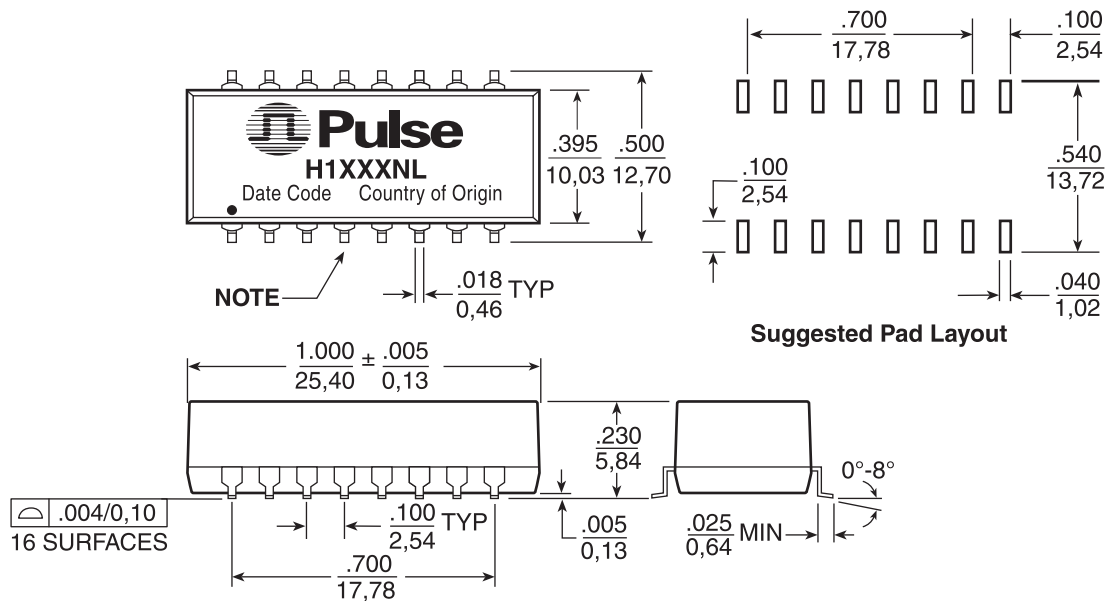 Pulse
H1XXXNL
Date Code Country of Origin
NOTE
.018
0,46
TYP
.395
10,03
.500
12,70
.700
17,78
.100
2,54
.100
2,54
.540
13,72
.040
1,02
Suggested Pad Layout
1.000 ± .005
25,40 0,13
.230
5,84
0°-8°
.004/0,10
16 SURFACES
.100
2,54
TYP
.005
0,13
.025
0,64
MIN
.700
17,78